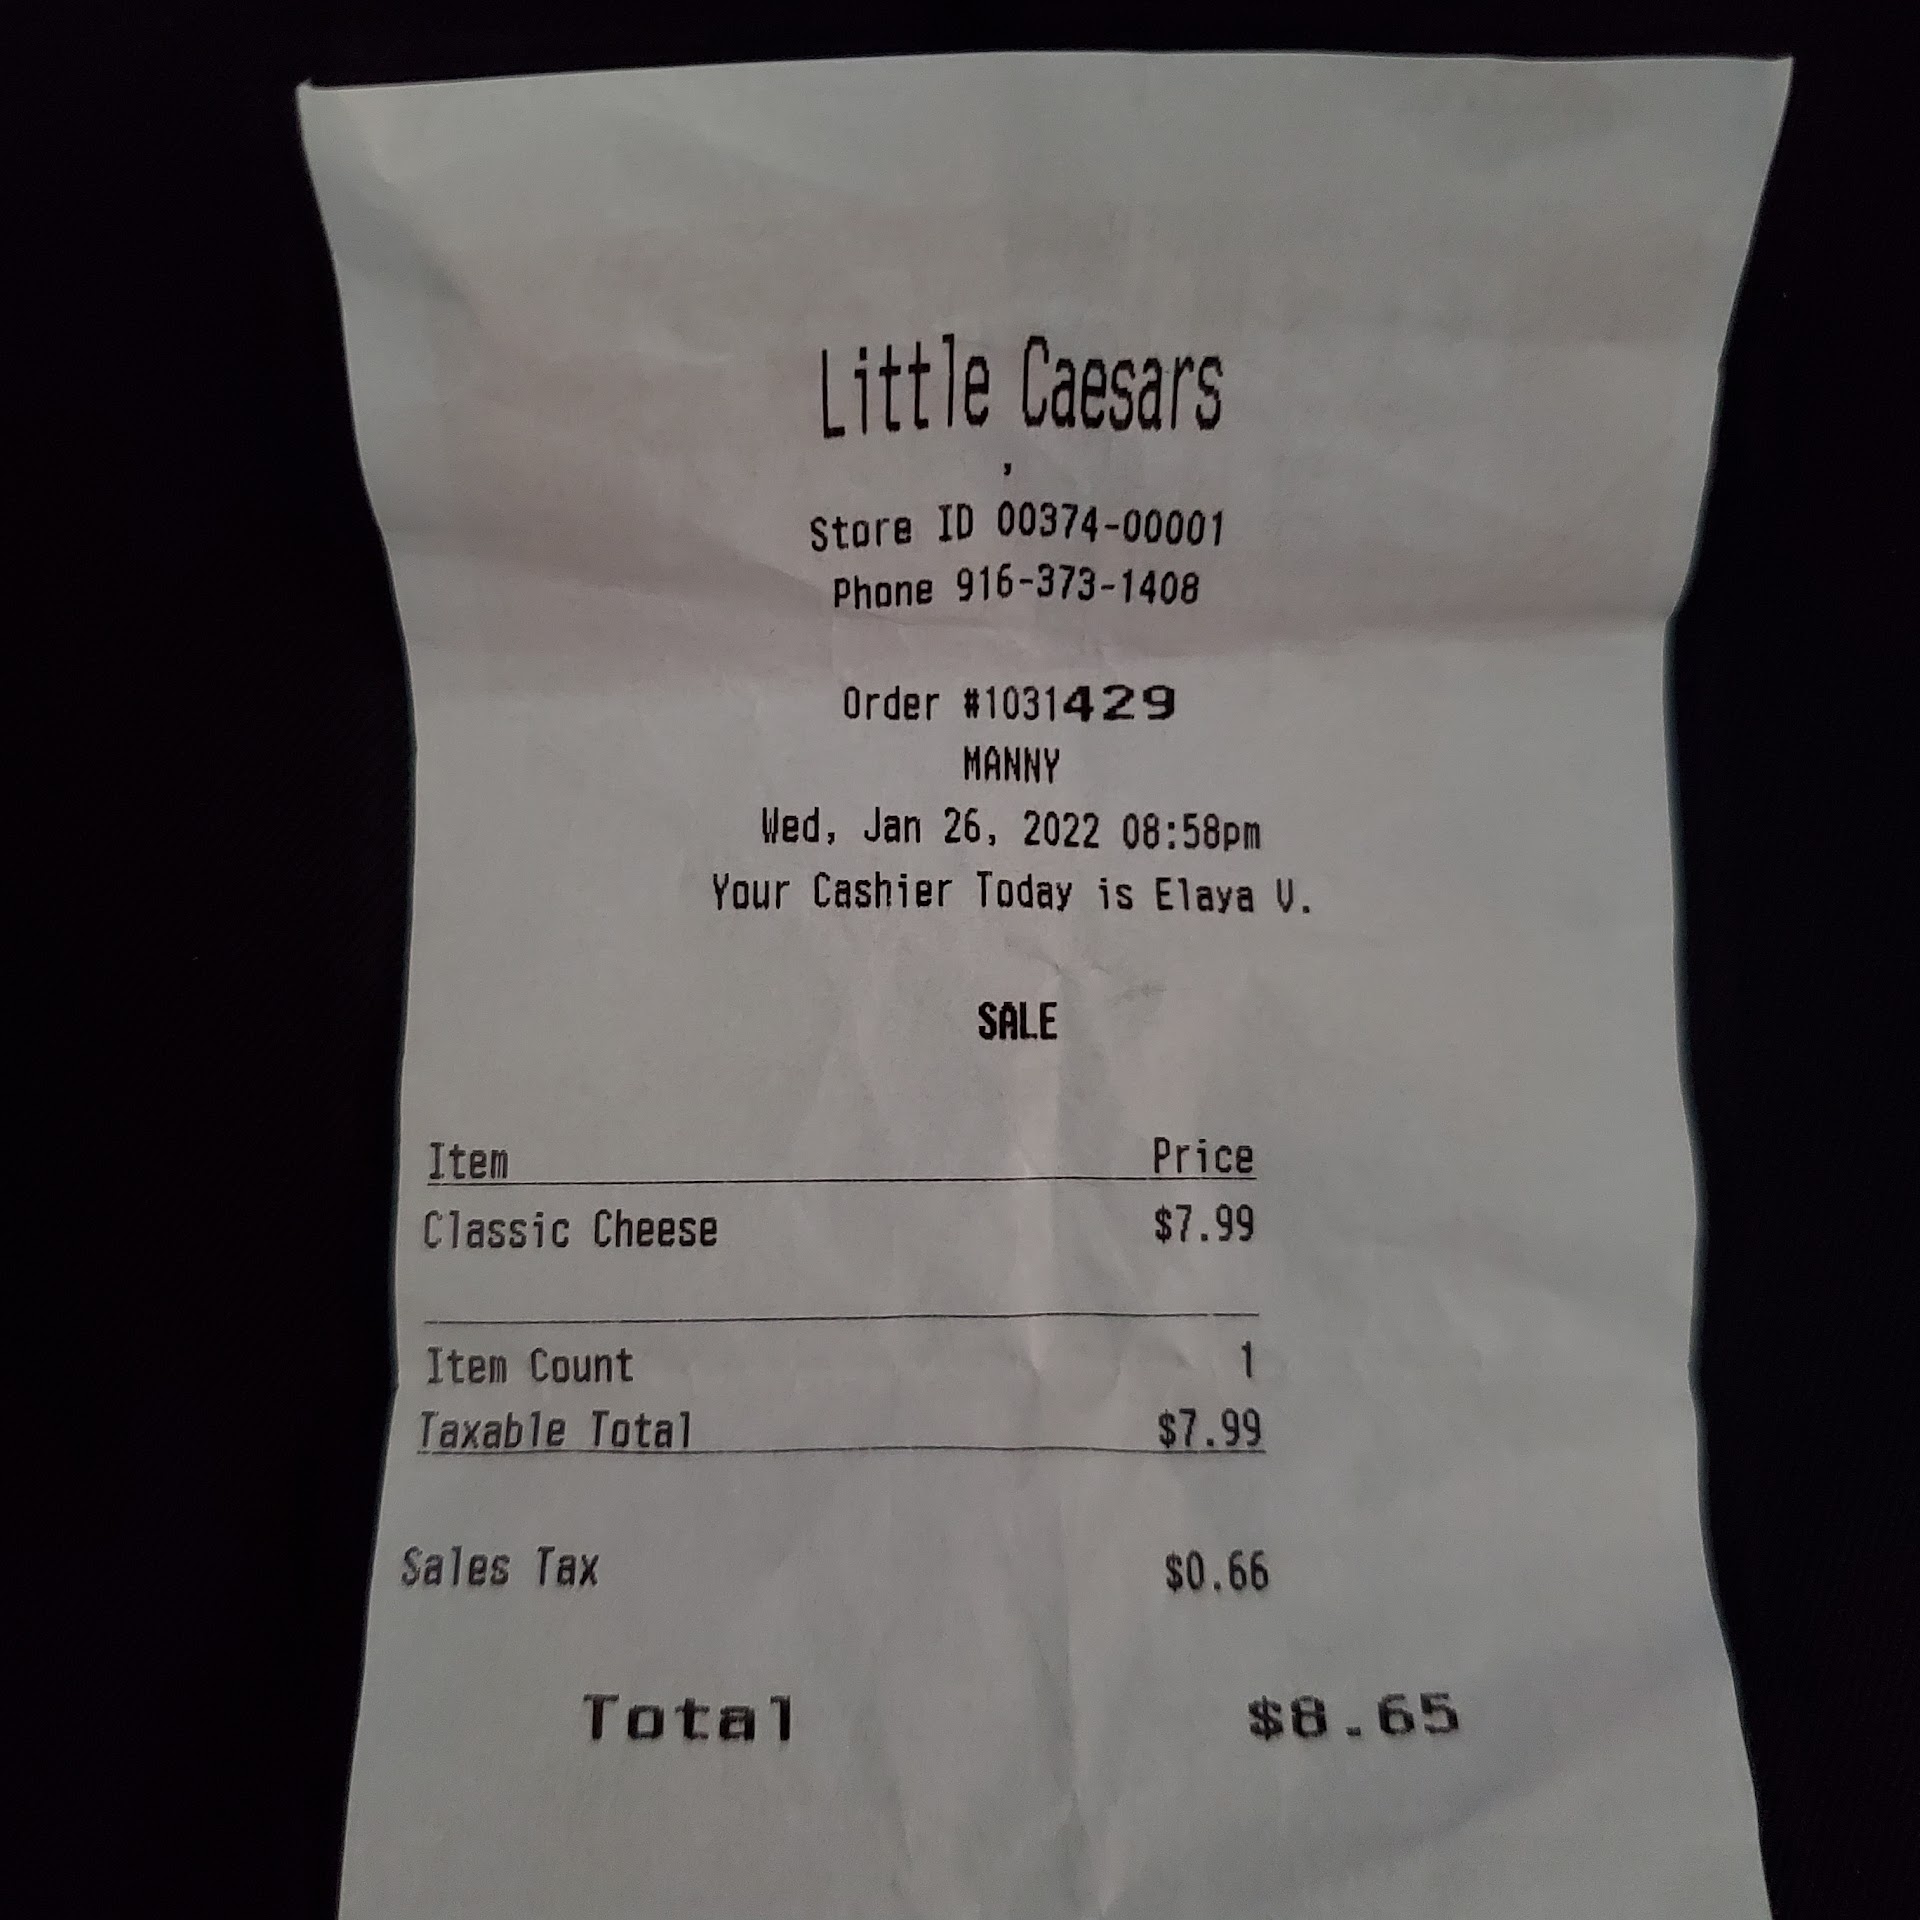 Little Caesars
,
Store ID 00374-00001
Phone 916-373-1408
Order #1031429
MANNY
Wed, Jan 26, 2022 08:58pm
Your Cashier Today is Elaya V.
SALE
Item Price
Classic Cheese $7.99
Item Count 1
Taxable Total $7.99
Sales Tax $0.66
Total $8.65